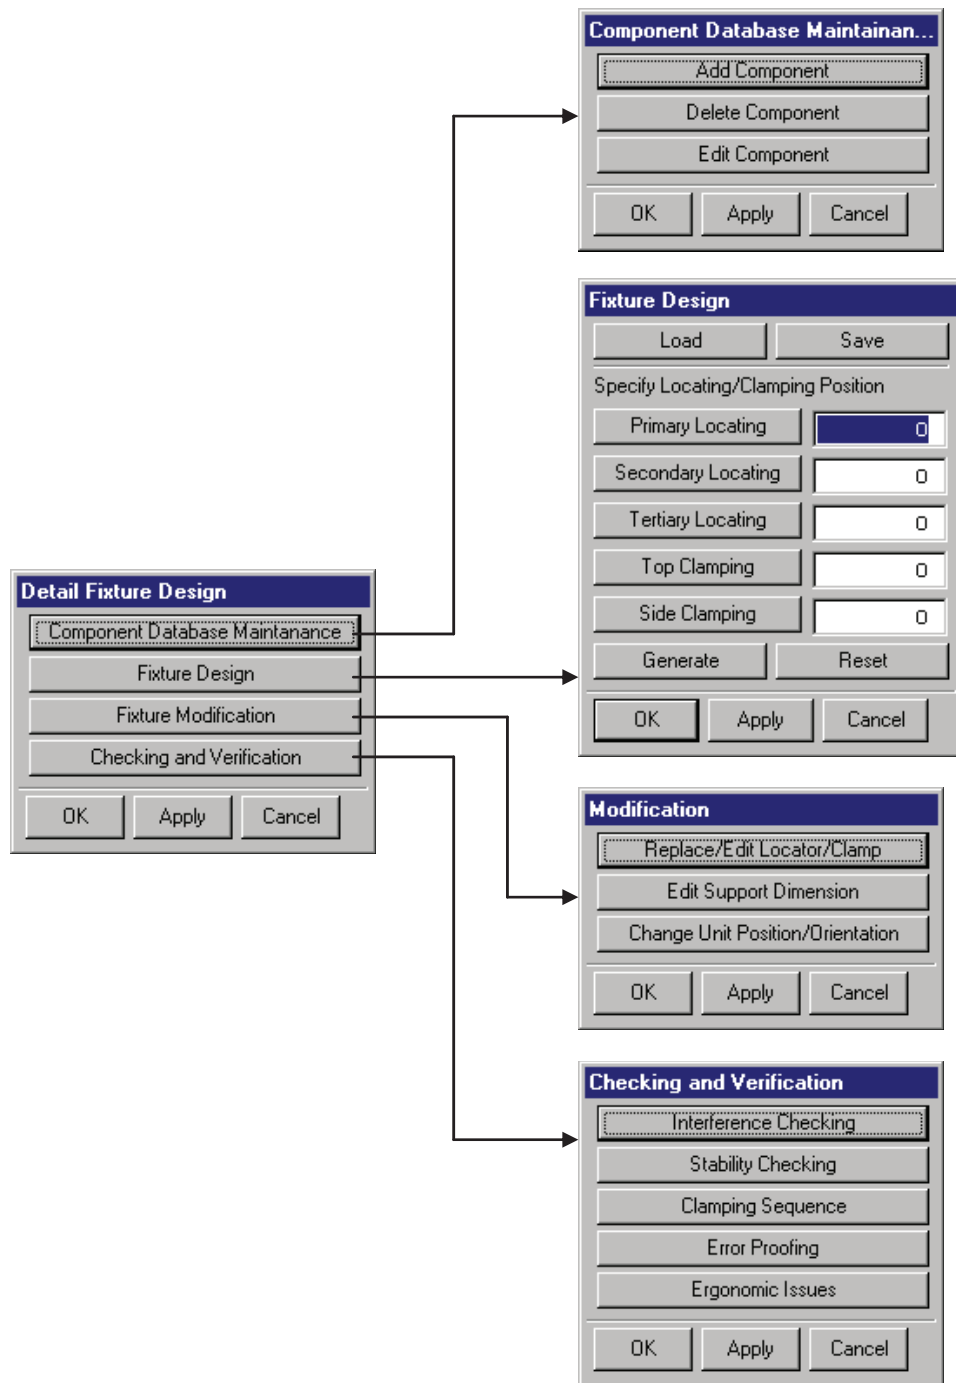 Component Database Maintainan...
Add Component
Delete Component
Edit Component
OK Apply Cancel
Fixture Design
Load Save
Specify Locating/Clamping Position
Primary Locating 0
Secondary Locating 0
Tertiary Locating 0
Top Clamping 0
Side Clamping 0
Generate Reset
OK Apply Cancel
Detail Fixture Design
Component Database Maintanance
Fixture Design
Fixture Modification
Checking and Verification
OK Apply Cancel
Modification
Replace/Edit Locator/Clamp
Edit Support Dimension
Change Unit Position/Orientation
OK Apply Cancel
Checking and Verification
Interference Checking
Stability Checking
Clamping Sequence
Error Proofing
Ergonomic Issues
OK Apply Cancel